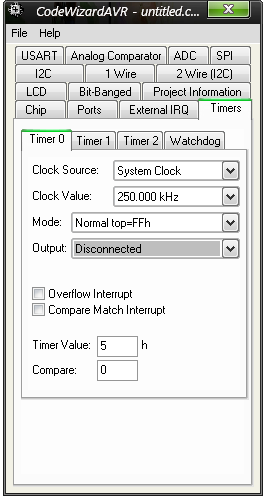 CodeWizardAVR - untitled.c...
File Help
USART Analog Comparator ADC SPI
I2C 1 Wire 2 Wire (I2C)
LCD Bit-Banged Project Information
Chip Ports External IRQ Timers
Timer 0 Timer 1 Timer 2 Watchdog
Clock Source: System Clock
Clock Value: 250.000 kHz
Mode: Normal top=FFh
Output: Disconnected
Overflow Interrupt
Compare Match Interrupt
Timer Value: 5 h
Compare: 0